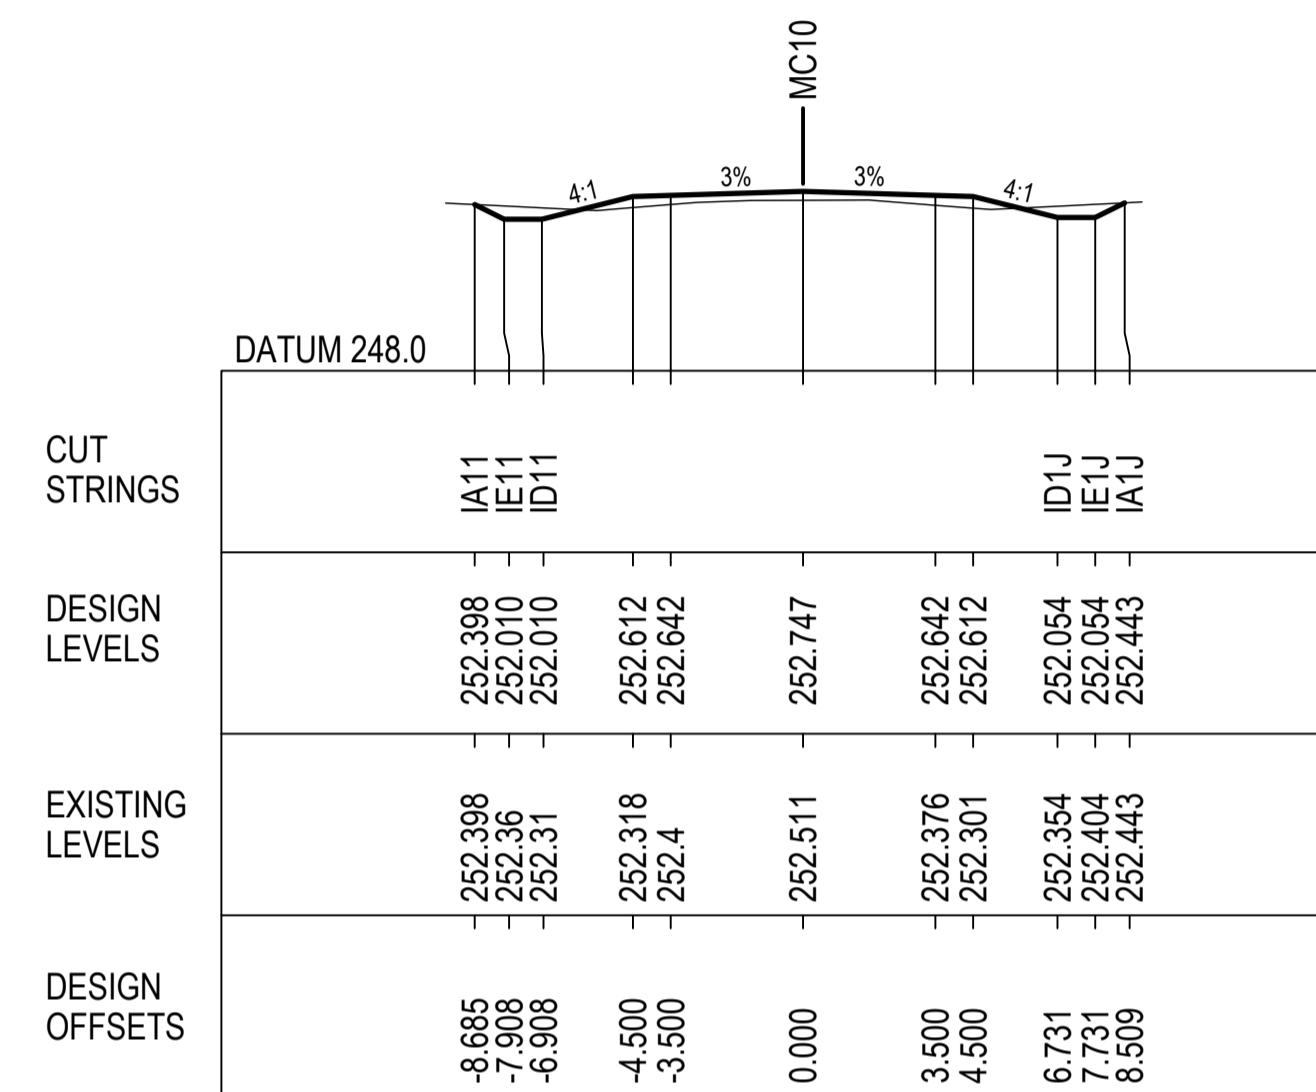 MC10
4:1
3%
3%
4:1
DATUM 248.0
CUT
STRINGS
IA11
IE11
ID11
ID1J
IE1J
IA1J
DESIGN
LEVELS
252.398
252.010
252.010
252.612
252.642
252.747
252.642
252.612
252.054
252.054
252.443
EXISTING
LEVELS
252.398
252.36
252.31
252.318
252.4
252.511
252.376
252.301
252.354
252.404
252.443
DESIGN
OFFSETS
-8.685
-7.908
-6.908
-4.500
-3.500
0.000
3.500
4.500
6.731
7.731
8.509